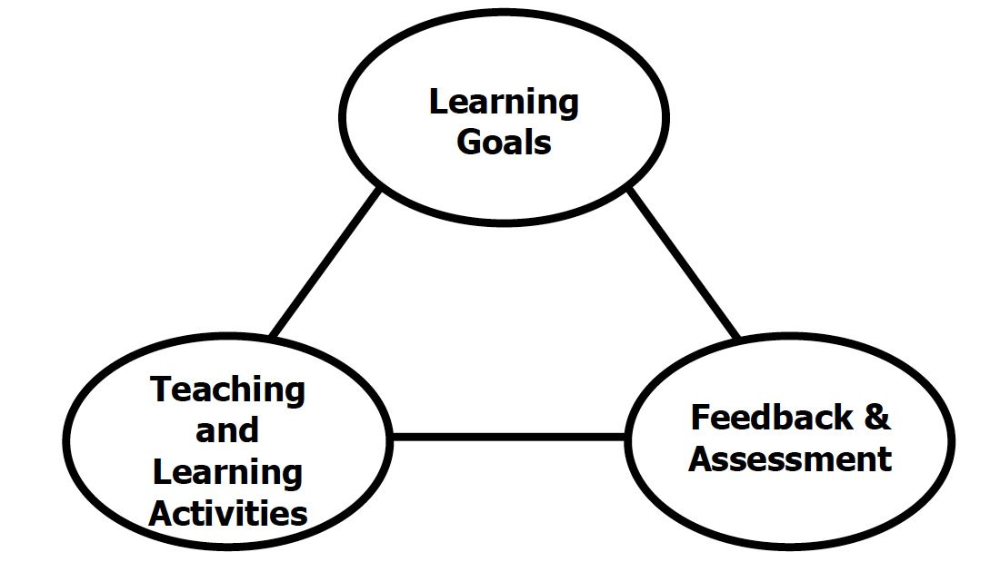 Learning
Goals
Teaching
and
Learning
Activities
Feedback &
Assessment